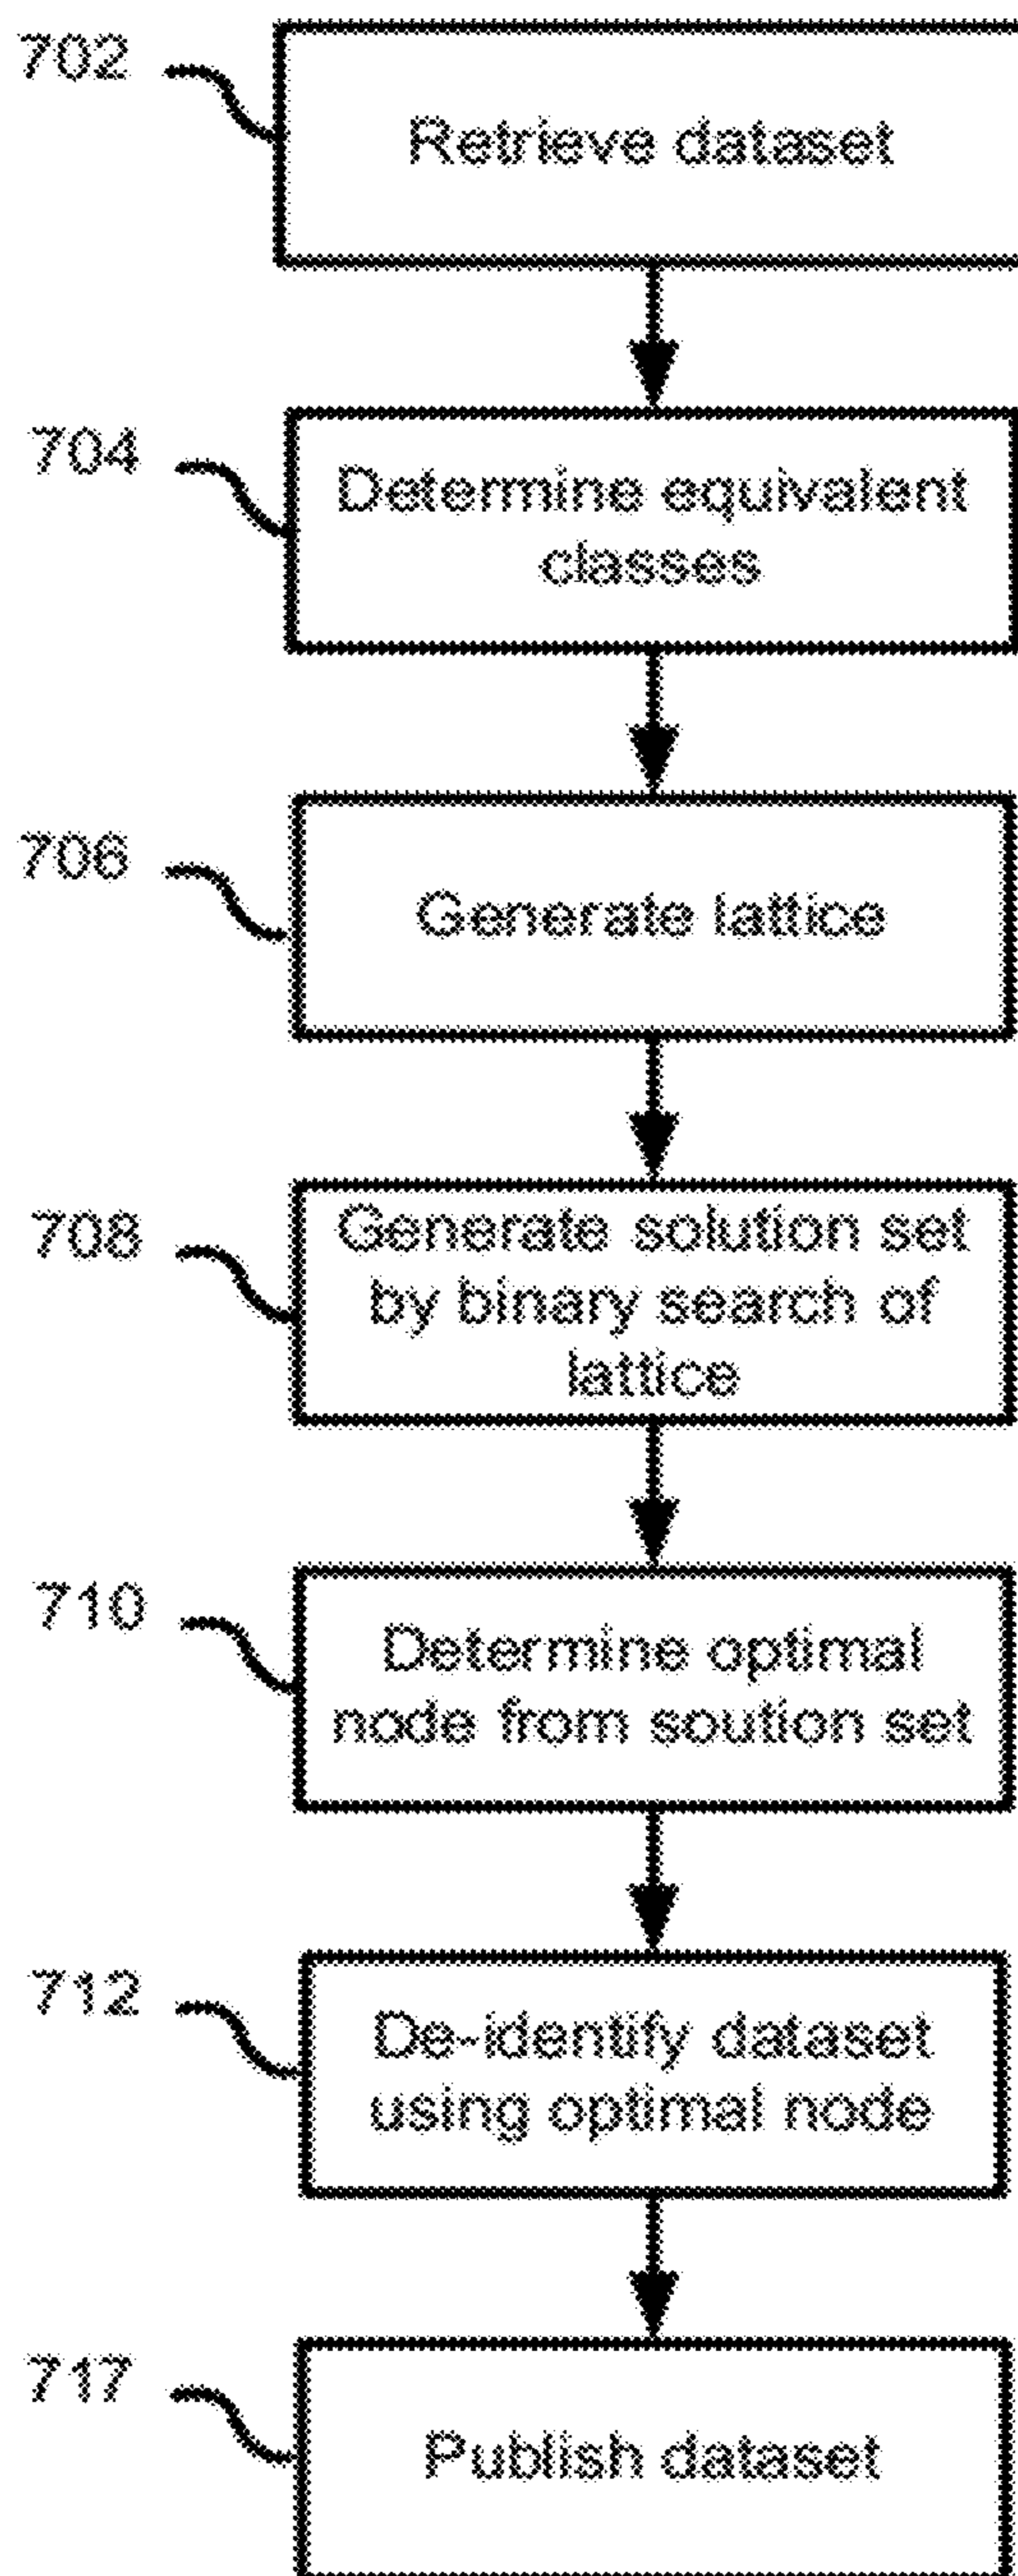 702
Retrieve dataset
704
Determine equivalent
classes
706
Generate lattice
708
Generate solution set
by binary search of
lattice
710
Determine optimal
node from soution set
712
De-identify dataset
using optimal node
717
Publish dataset